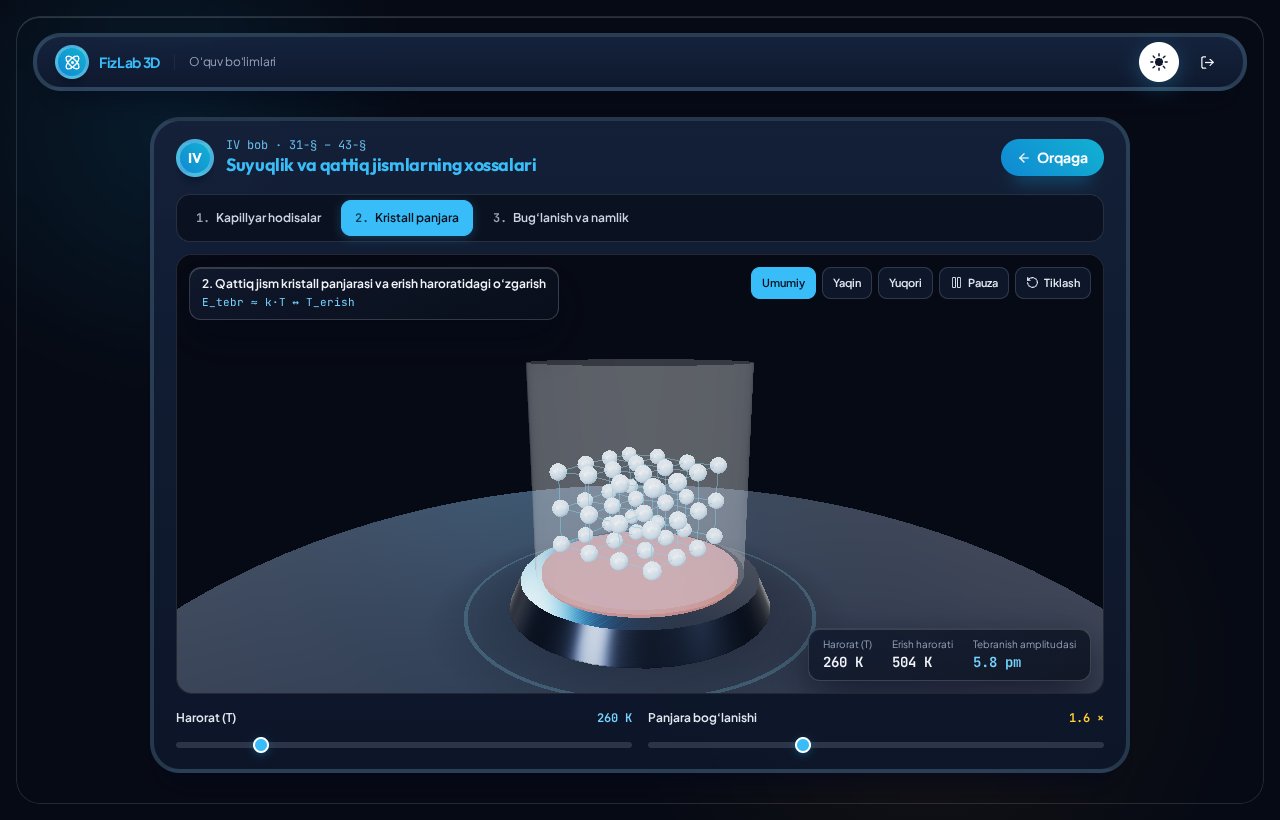 FizLab 3D
O‘quv bo‘limlari
IV
IV bob · 31-§ – 43-§
Suyuqlik va qattiq jismlarning xossalari
Orqaga
1. Kapillyar hodisalar
2. Kristall panjara
3. Bug‘lanish va namlik
2. Qattiq jism kristall panjarasi va erish haroratidagi o‘zgarish
E_tebr ≈ k·T ↔ T_erish
Umumiy
Yaqin
Yuqori
Pauza
Tiklash
Harorat (T)
260 K
Erish harorati
504 K
Tebranish amplitudasi
5.8 pm
Harorat (T)
260 K
Panjara bog‘lanishi
1.6 ×